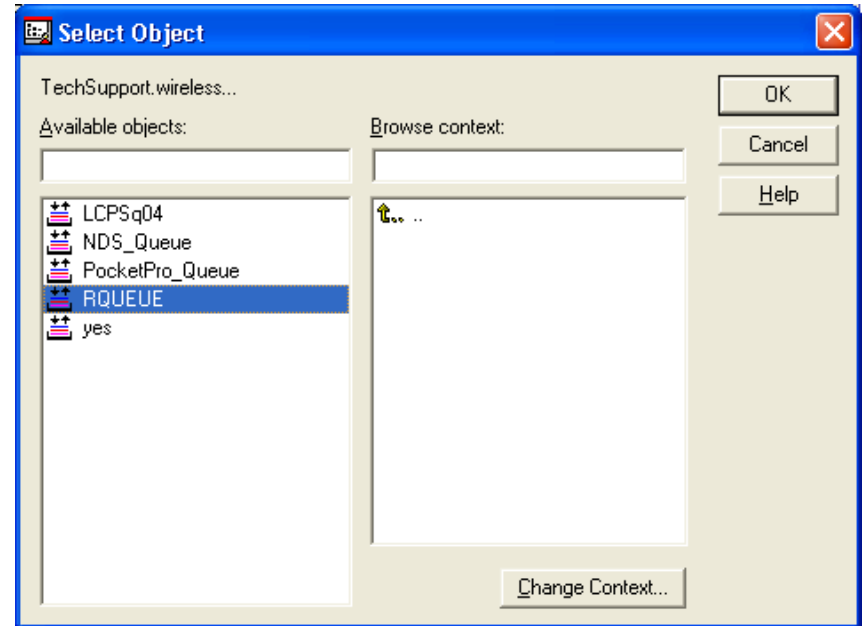 Select Object
TechSupport.wireless...
Available objects:
Browse context:
OK
Cancel
Help
LCPSq04
NDS_Queue
PocketPro_Queue
RQUEUE
yes
..
Change Context...